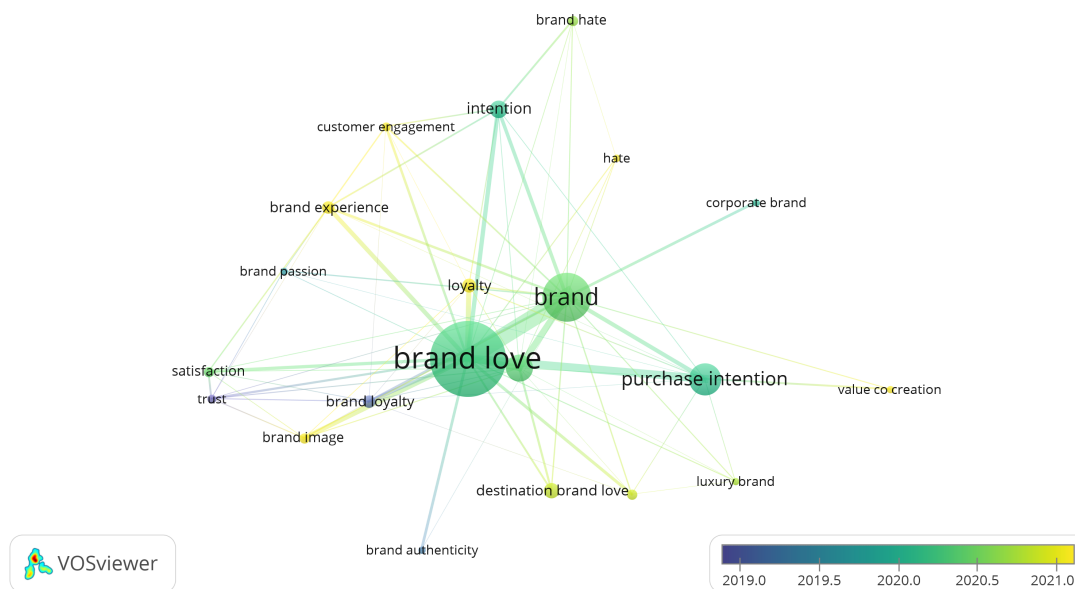 brand hate
intention
customer engagement
hate
corporate brand
brand experience
brand passion
loyalty
brand
brand love
satisfaction
purchase intention
value co creation
trust
brand loyalty
brand image
luxury brand
destination brand love
brand authenticity
VOSviewer
2019.0 2019.5 2020.0 2020.5 2021.0